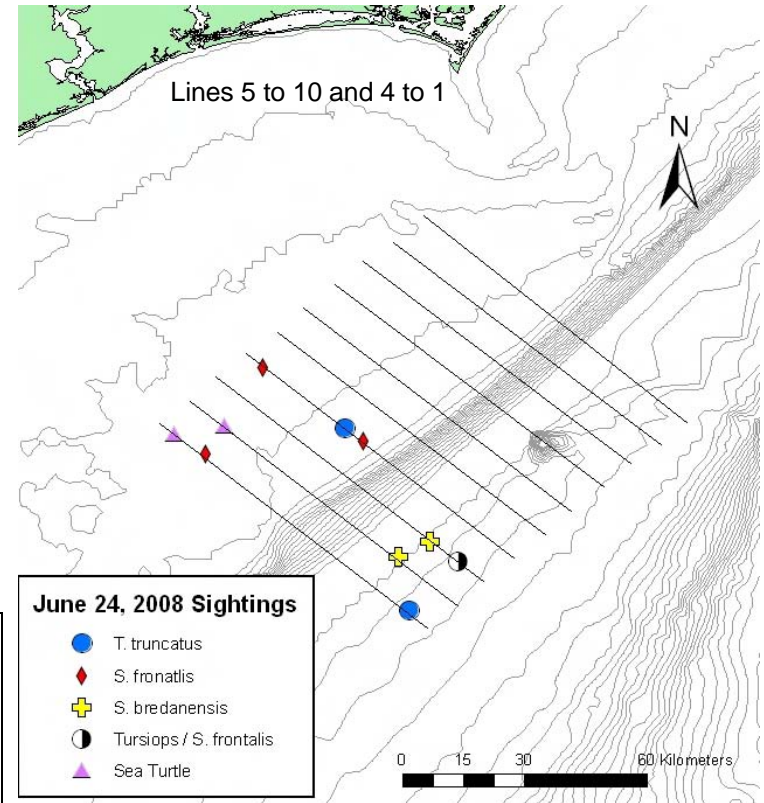 Lines 5 to 10 and 4 to 1
N
June 24, 2008 Sightings
T. truncatus
S. fronatlis
S. bredanensis
Tursiops / S. frontalis
Sea Turtle
0 15 30 60 Kilometers